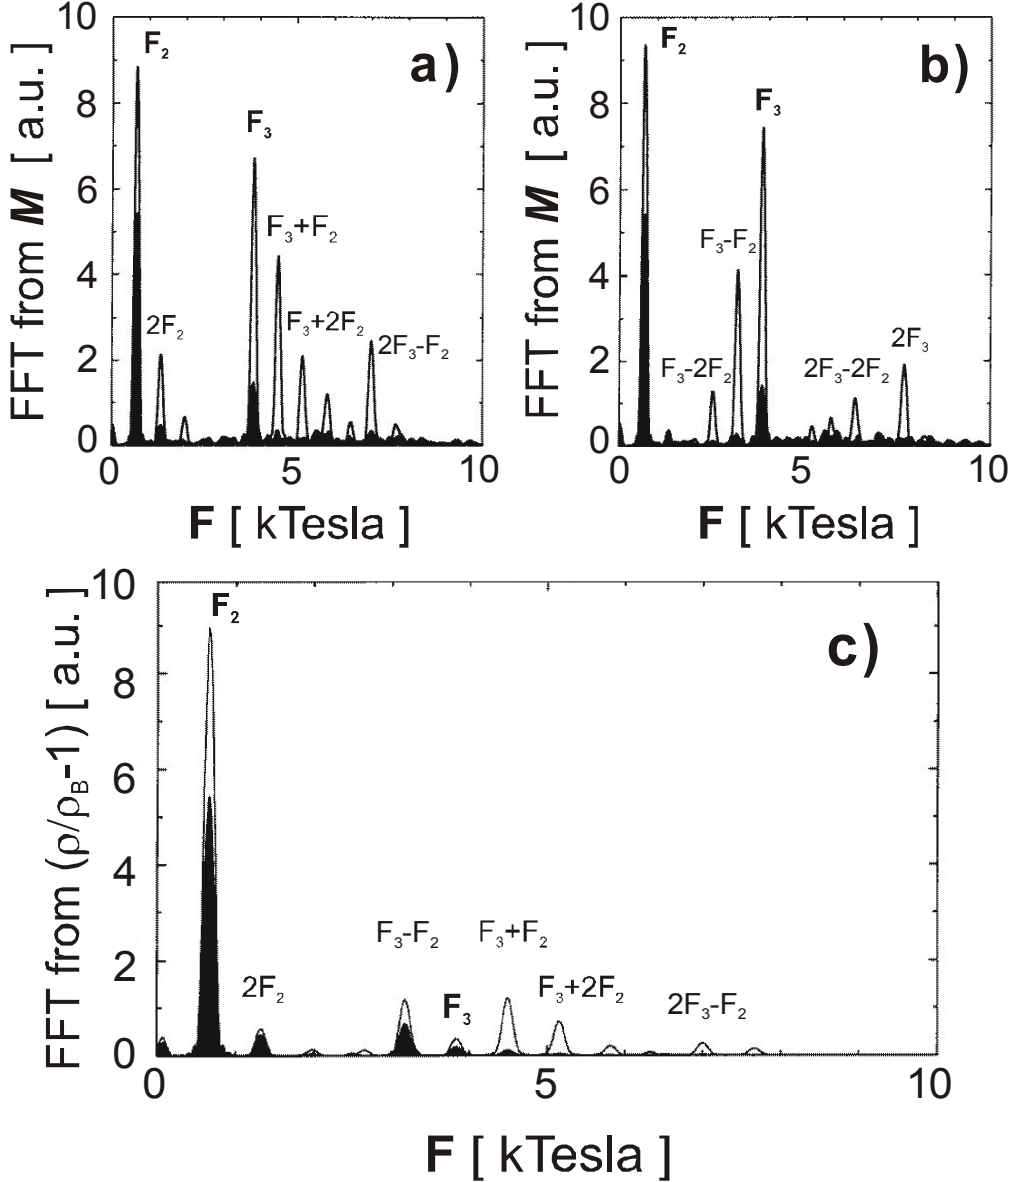 a)
FFT from M [ a.u. ]
10
8
6
4
2
0
F₂
F₃
F₃+F₂
2F₂
F₃+2F₂
2F₃-F₂
0 5 10
F [ kTesla ]
b)
FFT from M [ a.u. ]
10
8
6
4
2
0
F₂
F₃
F₃-F₂
F₃-2F₂
2F₃-2F₂
2F₃
0 5 10
F [ kTesla ]
c)
FFT from (ρ/ρ_B-1) [ a.u. ]
10
8
6
4
2
0
F₂
F₃-F₂
F₃+F₂
2F₂
F₃
F₃+2F₂
2F₃-F₂
0 5 10
F [ kTesla ]